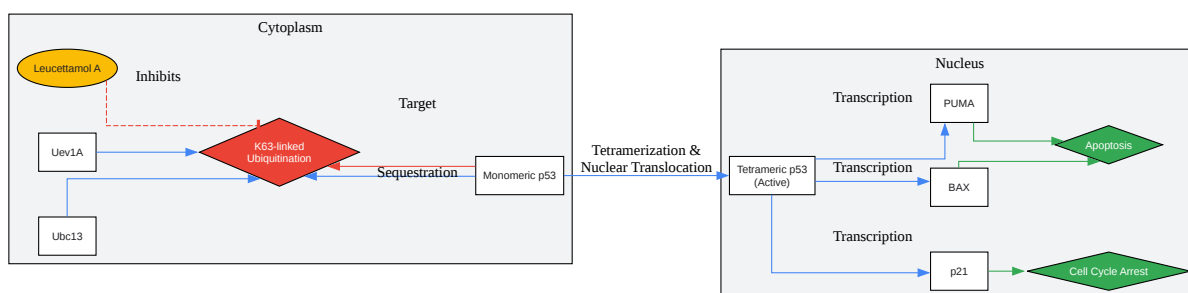 Cytoplasm
Leucettamol A
Inhibits
Target
Uev1A
K63-linked
Ubiquitination
Sequestration
Monomeric p53
Ubc13
Tetramerization &
Nuclear Translocation
Nucleus
Transcription
PUMA
Apoptosis
Tetrameric p53
(Active)
Transcription
BAX
Transcription
p21
Cell Cycle Arrest